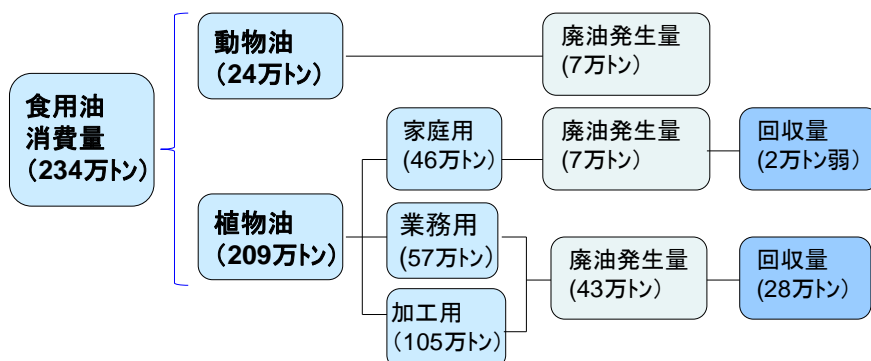 食用油
消費量
(234万トン)
動物油
(24万トン)
廃油発生量
(7万トン)
植物油
(209万トン)
家庭用
(46万トン)
廃油発生量
(7万トン)
回収量
(2万トン弱)
業務用
(57万トン)
加工用
(105万トン)
廃油発生量
(43万トン)
回収量
(28万トン)